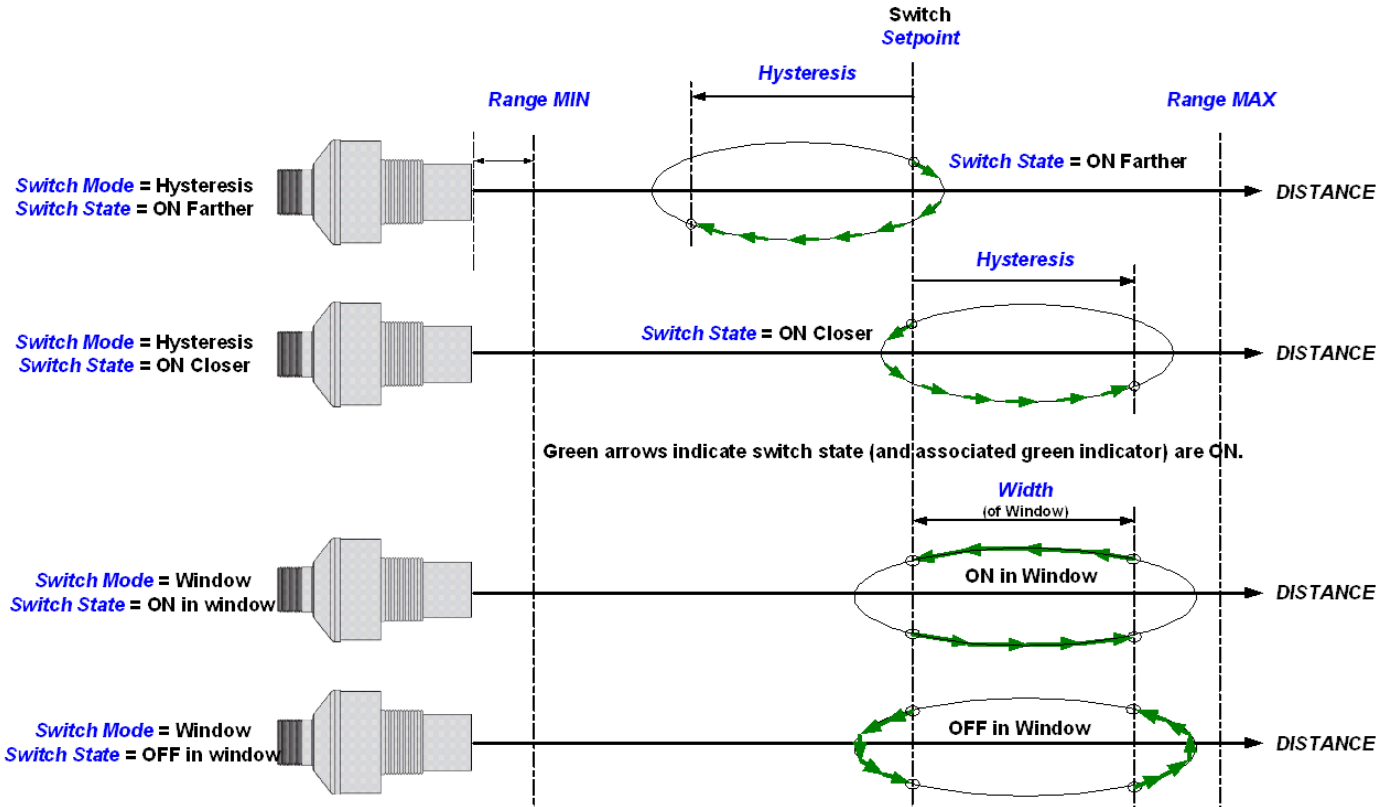 Switch
Setpoint
Hysteresis
Range MIN
Range MAX
Switch State = ON Farther
Switch Mode = Hysteresis
Switch State = ON Farther
DISTANCE
Hysteresis
Switch State = ON Closer
Switch Mode = Hysteresis
Switch State = ON Closer
DISTANCE
Green arrows indicate switch state (and associated green indicator) are ON.
Width
(of Window)
ON in Window
Switch Mode = Window
Switch State = ON in window
DISTANCE
OFF in Window
Switch Mode = Window
Switch State = OFF in window
DISTANCE